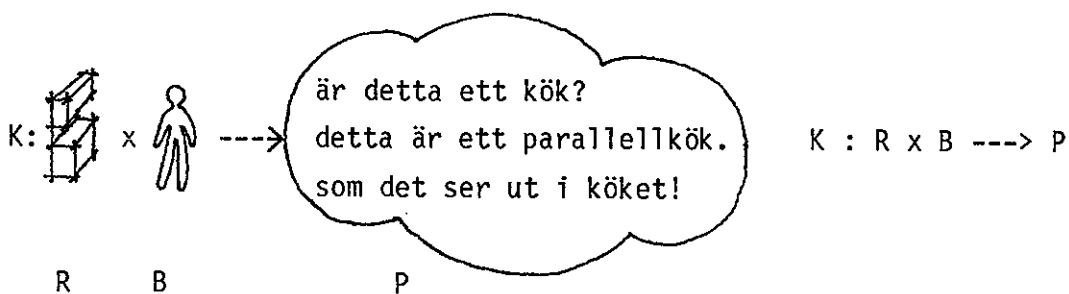 är detta ett kök?
K: x ---> detta är ett parallellkök. K : R x B ---> P
som det ser ut i köket!
R B P